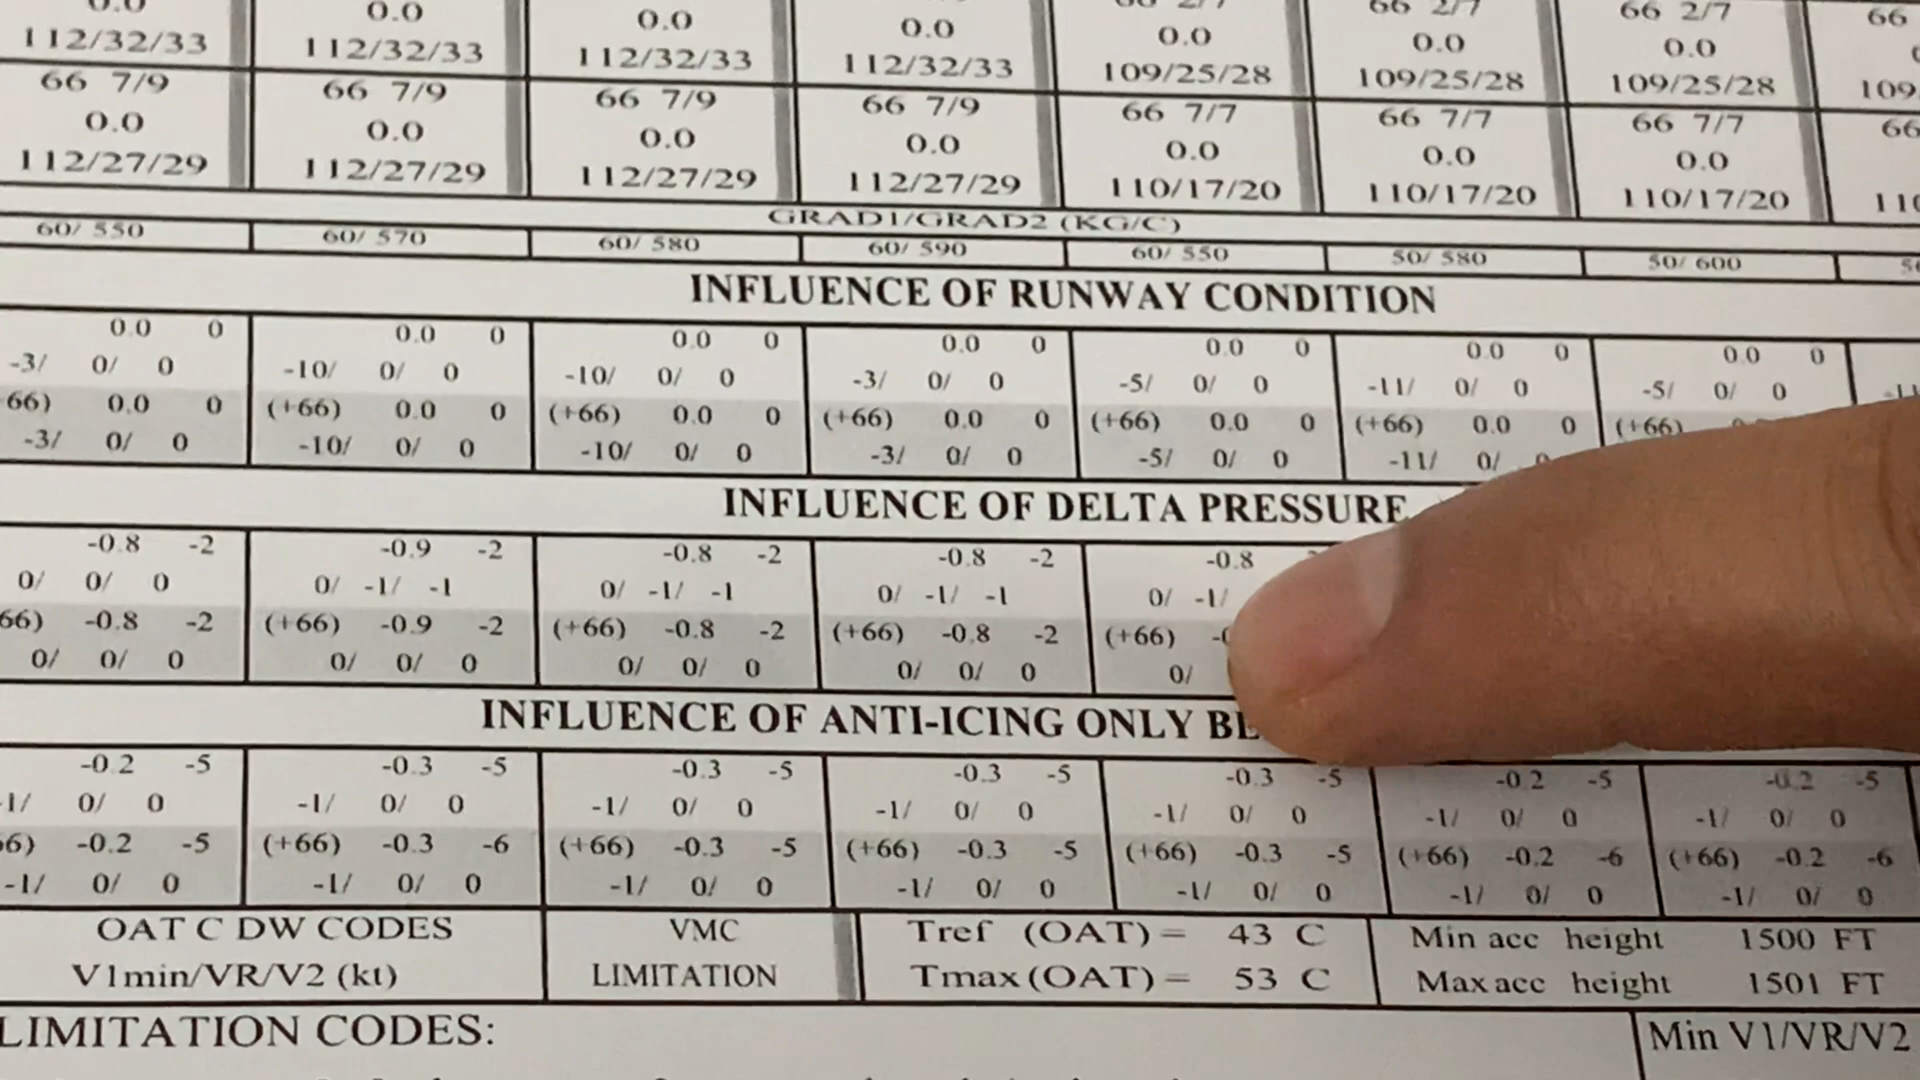 0.0 0.0 0.0 0.0 66 2/7 66 2/7 66 2/7 66
112/32/33 112/32/33 112/32/33 112/32/33 0.0 0.0 0.0
109/25/28 109/25/28 109/25/28 109
66 7/9 66 7/9 66 7/9 66 7/9 66 7/7 66 7/7 66 7/7 66
0.0 0.0 0.0 0.0 0.0 0.0 0.0
112/27/29 112/27/29 112/27/29 112/27/29 110/17/20 110/17/20 110/17/20
GRAD1/GRAD2 (KG/C)
60/ 550 60/ 570 60/ 580 60/ 590 60/ 550 50/ 580 50/ 600
INFLUENCE OF RUNWAY CONDITION
0.0 0 0.0 0 0.0 0 0.0 0 0.0 0 0.0 0 0.0 0
-3/ 0/ 0 -10/ 0/ 0 -10/ 0/ 0 -3/ 0/ 0 -5/ 0/ 0 -11/ 0/ 0 -5/ 0/ 0
66) 0.0 0 (+66) 0.0 0 (+66) 0.0 0 (+66) 0.0 0 (+66) 0.0 0 (+66) 0.0 0 (+66)
-3/ 0/ 0 -10/ 0/ 0 -10/ 0/ 0 -3/ 0/ 0 -5/ 0/ 0 -11/ 0/
INFLUENCE OF DELTA PRESSURE
-0.8 -2 -0.9 -2 -0.8 -2 -0.8 -2 -0.8
0/ 0/ 0 0/ -1/ -1 0/ -1/ -1 0/ -1/ -1 0/ -1/
66) -0.8 -2 (+66) -0.9 -2 (+66) -0.8 -2 (+66) -0.8 -2 (+66)
0/ 0/ 0 0/ 0/ 0 0/ 0/ 0 0/ 0/ 0 0/
INFLUENCE OF ANTI-ICING ONLY
-0.2 -5 -0.3 -5 -0.3 -5 -0.3 -5 -0.3 -5 -0.2 -5 -0.2 -5
-1/ 0/ 0 -1/ 0/ 0 -1/ 0/ 0 -1/ 0/ 0 -1/ 0/ 0 -1/ 0/ 0 -1/ 0/ 0
6) -0.2 -5 (+66) -0.3 -6 (+66) -0.3 -5 (+66) -0.3 -5 (+66) -0.3 -5 (+66) -0.2 -6 (+66) -0.2 -6
-1/ 0/ 0 -1/ 0/ 0 -1/ 0/ 0 -1/ 0/ 0 -1/ 0/ 0 -1/ 0/ 0 -1/ 0/ 0
OAT C DW CODES VMC Tref (OAT) = 43 C Min acc height 1500 FT
V1min/VR/V2 (kt) LIMITATION Tmax (OAT) = 53 C Max acc height 1501 FT
LIMITATION CODES: Min V1/VR/V2